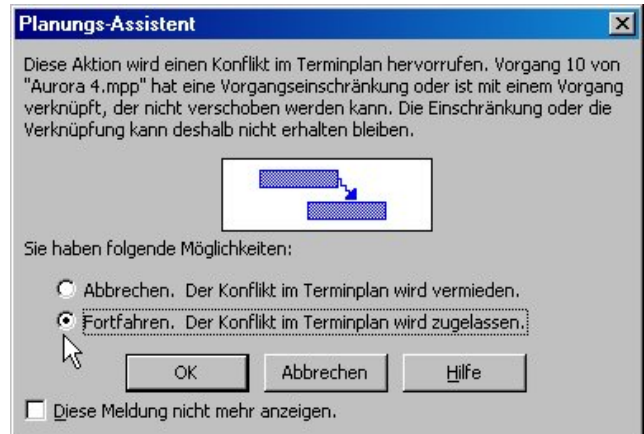 Planungs-Assistent
Diese Aktion wird einen Konflikt im Terminplan hervorrufen. Vorgang 10 von
"Aurora 4.mpp" hat eine Vorgangseinschränkung oder ist mit einem Vorgang
verknüpft, der nicht verschoben werden kann. Die Einschränkung oder die
Verknüpfung kann deshalb nicht erhalten bleiben.
Sie haben folgende Möglichkeiten:
Abbrechen. Der Konflikt im Terminplan wird vermieden.
Fortfahren. Der Konflikt im Terminplan wird zugelassen.
OK Abbrechen Hilfe
Diese Meldung nicht mehr anzeigen.